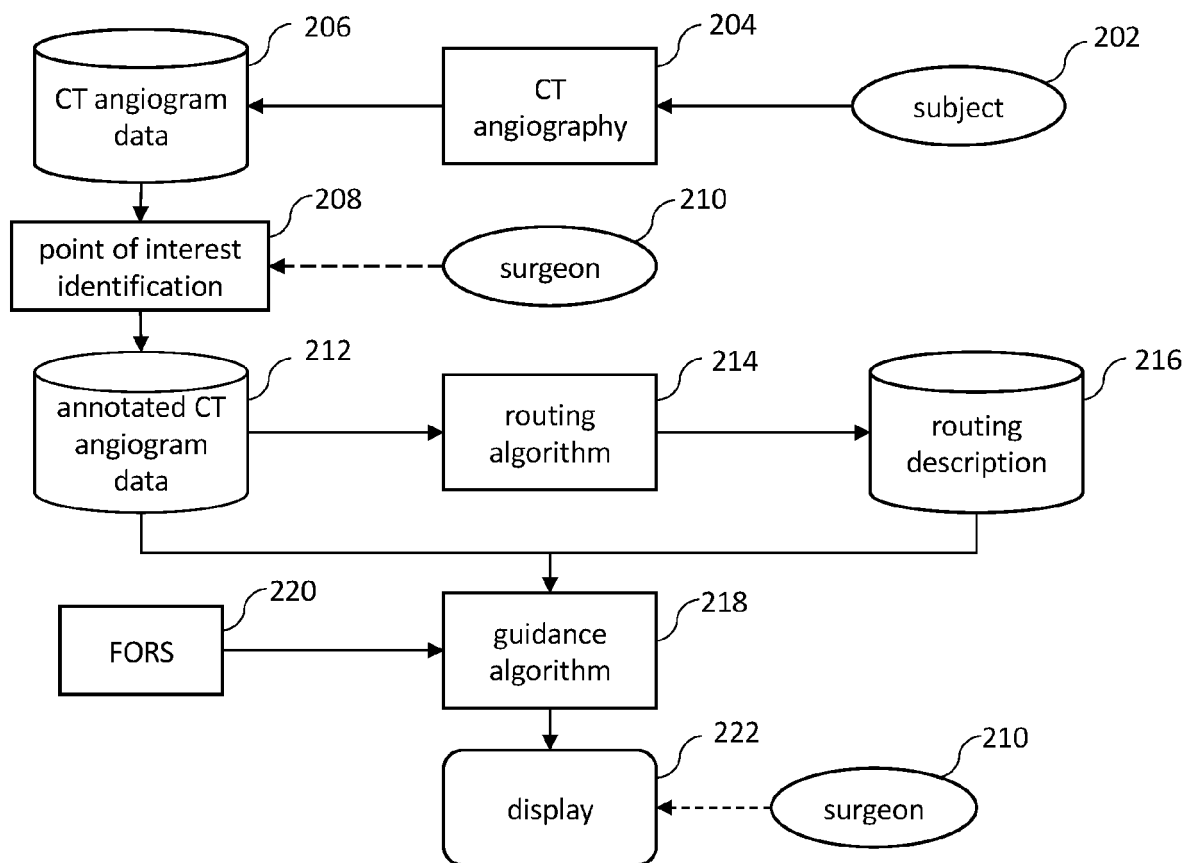 206
204
202
CT angiogram
data
CT
angiography
subject
208
210
point of interest
identification
surgeon
212
214
216
annotated CT
angiogram
data
routing
algorithm
routing
description
220
218
FORS
guidance
algorithm
222
210
display
surgeon